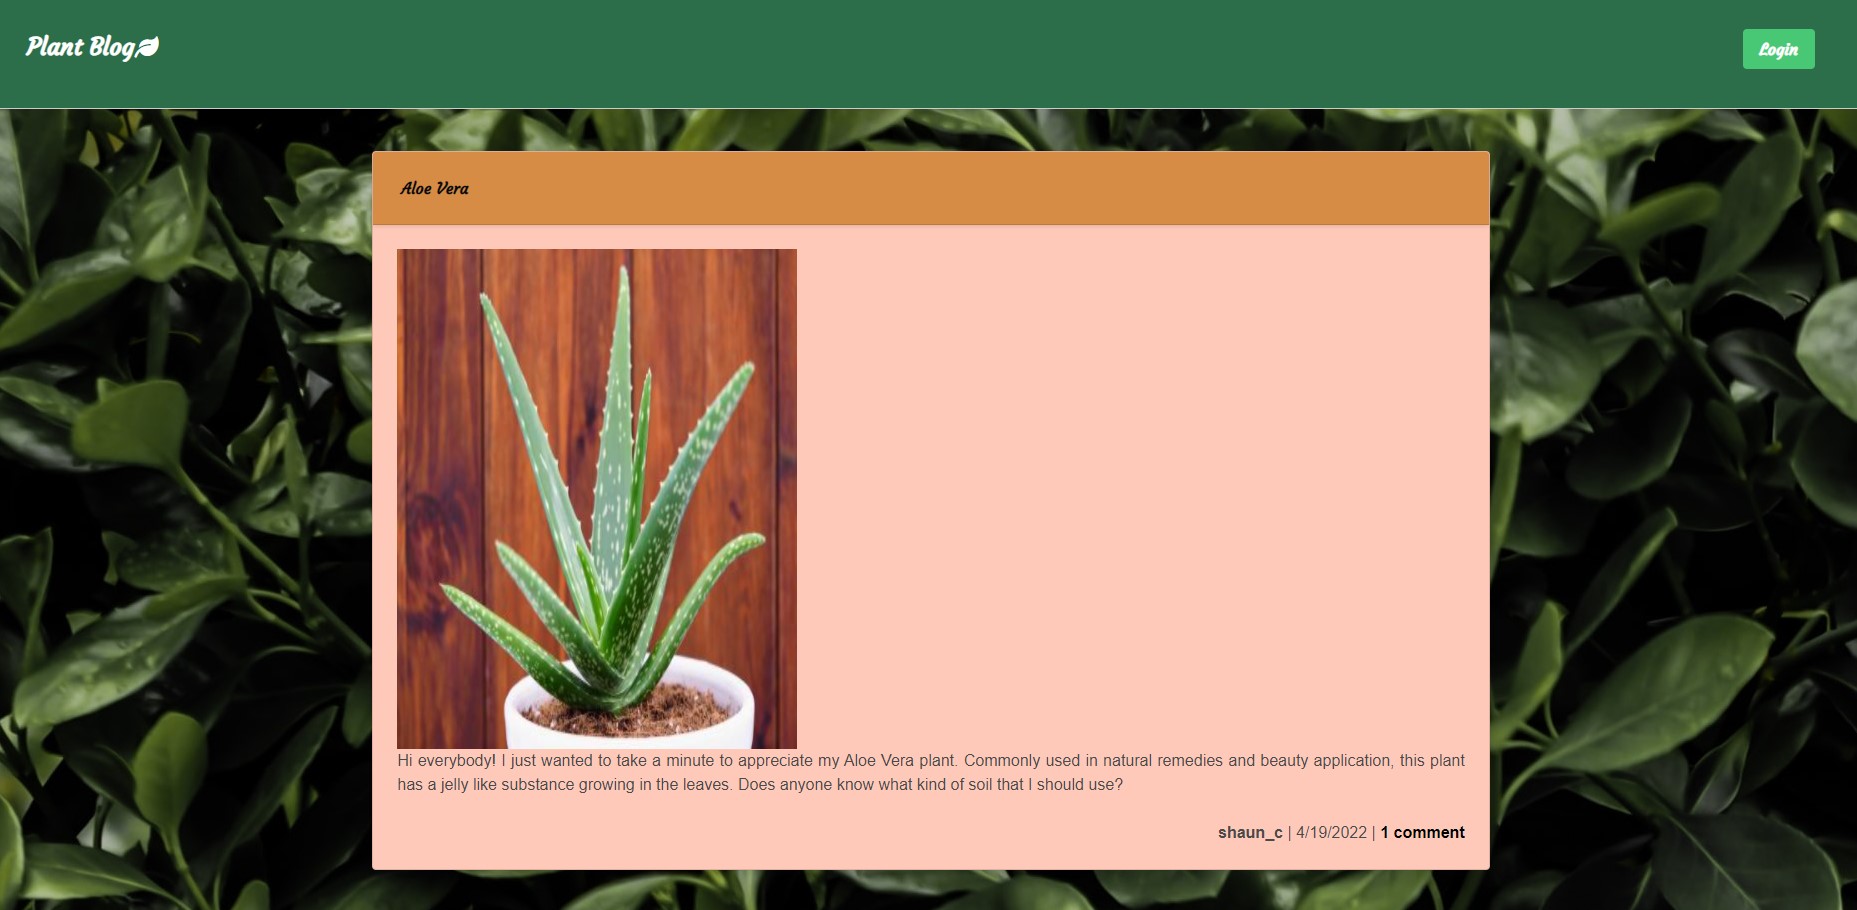 Plant Blog
Login
Aloe Vera
Hi everybody! I just wanted to take a minute to appreciate my Aloe Vera plant. Commonly used in natural remedies and beauty application, this plant
has a jelly like substance growing in the leaves. Does anyone know what kind of soil that I should use?
shaun_c | 4/19/2022 | 1 comment